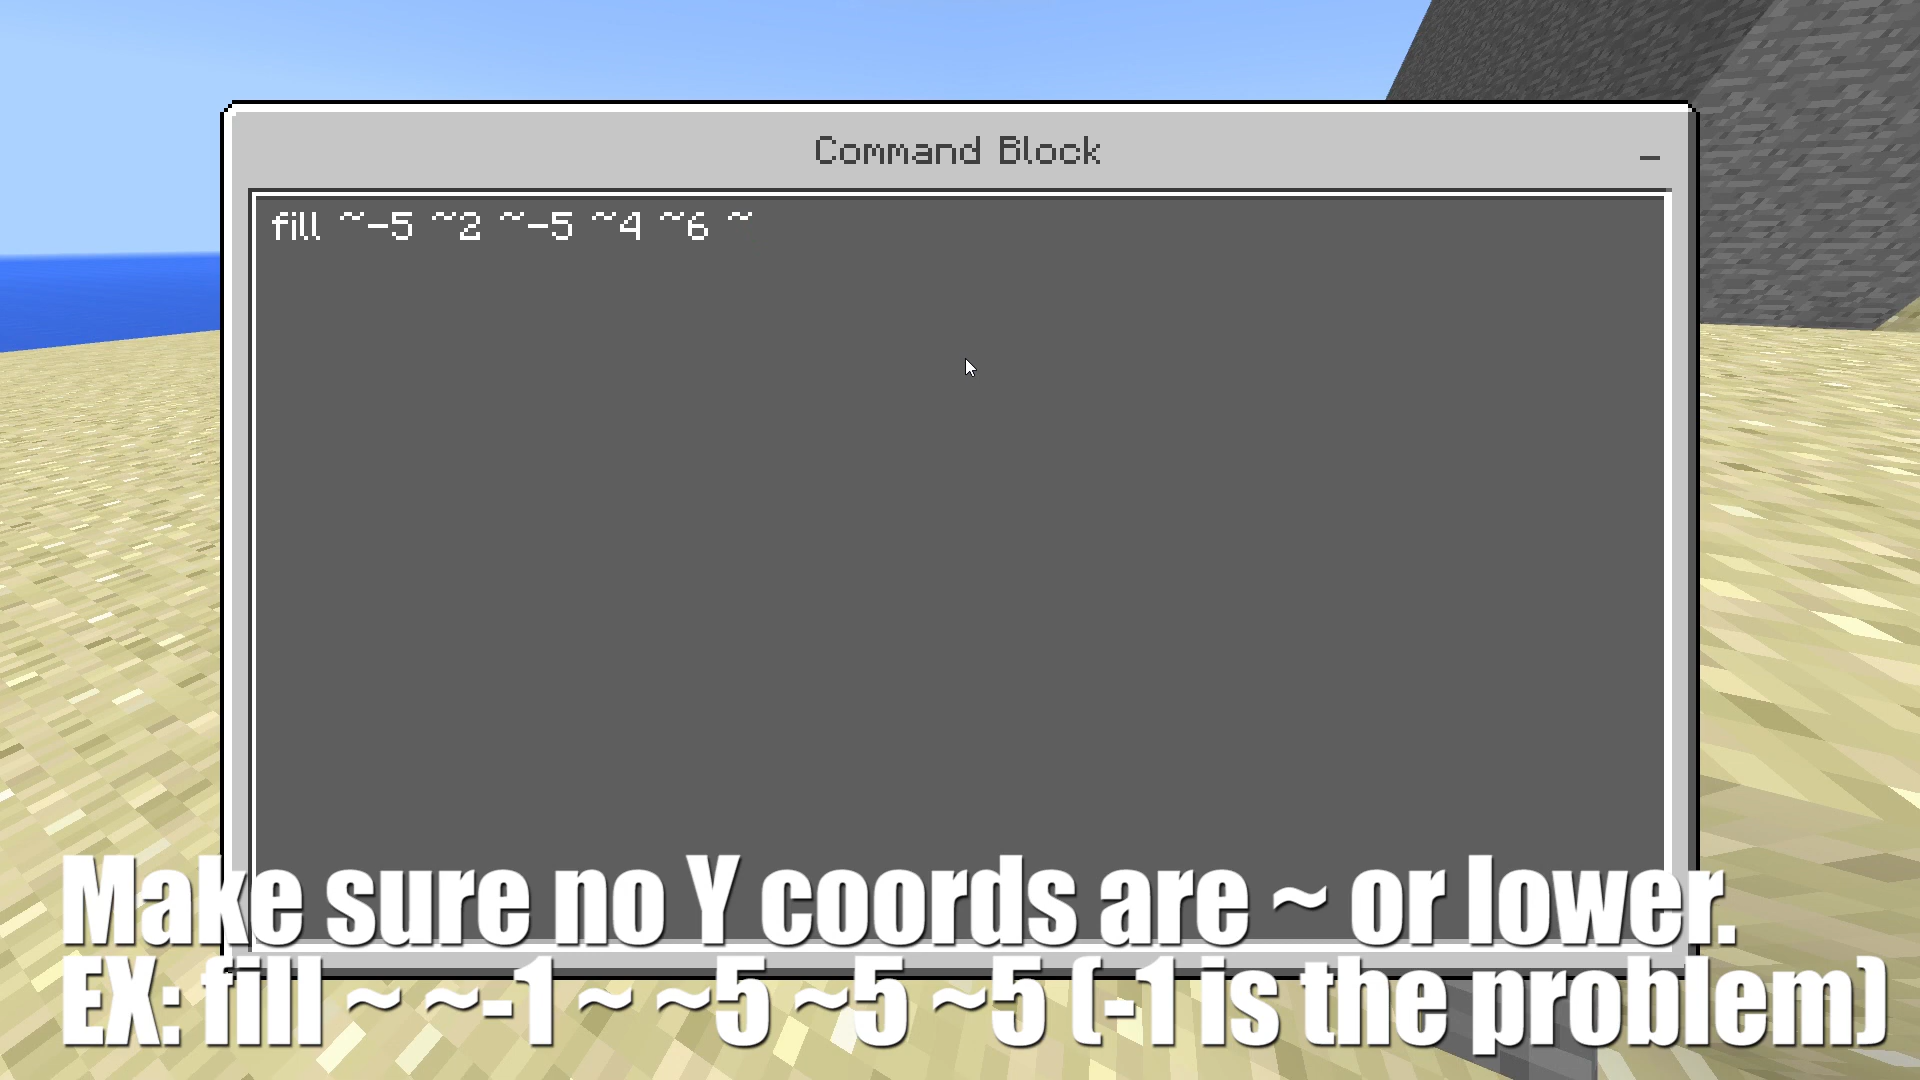 Command Block
fill ~-5 ~2 ~-5 ~4 ~6 ~
Make sure no Y coords are ~ or lower.
EX: fill ~ ~-1 ~ ~5 ~5 ~5 (-1 is the problem)